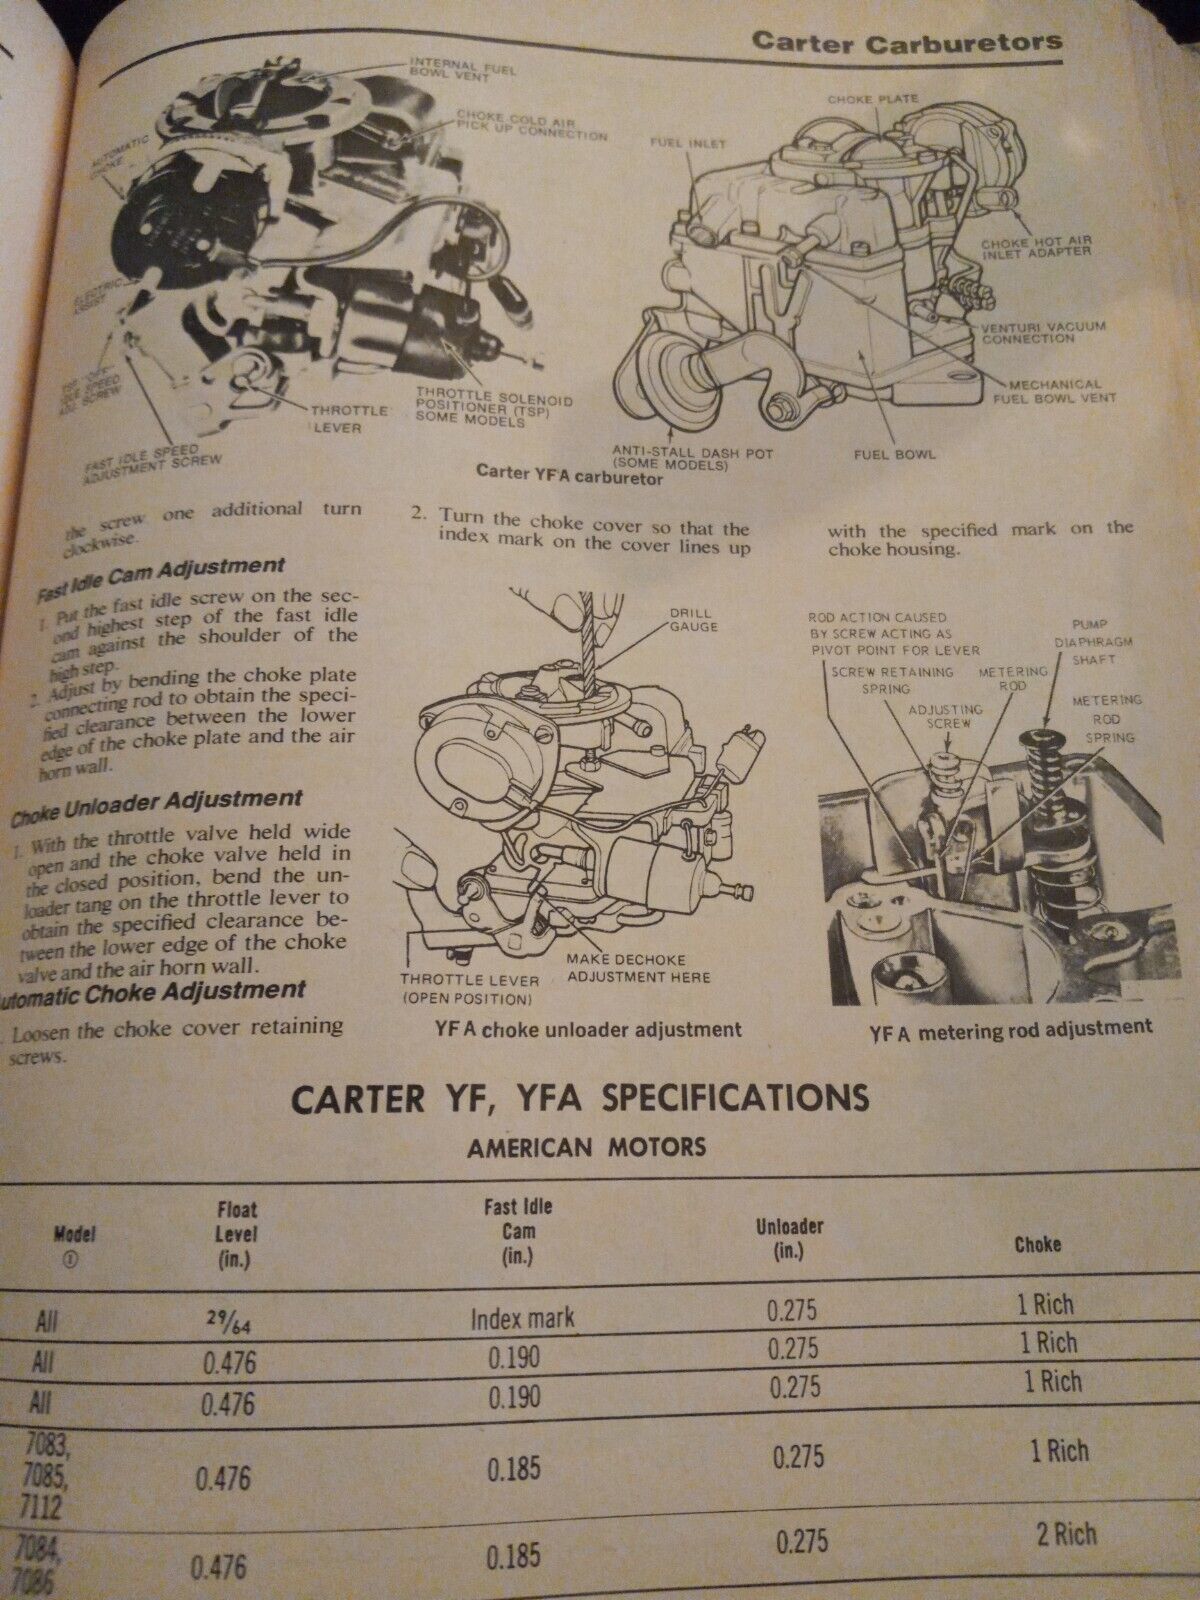 Carter Carburetors
INTERNAL FUEL
BOWL VENT
CHOKE COLD AIR
PICK UP CONNECTION
AUTOMATIC
CHOKE
ELECTRIC
ASSIST
TSP "OFF"
IDLE SPEED
ADJ. SCREW
FAST IDLE SPEED
ADJUSTMENT SCREW
THROTTLE
LEVER
THROTTLE SOLENOID
POSITIONER (TSP)
SOME MODELS
CHOKE PLATE
FUEL INLET
CHOKE HOT AIR
INLET ADAPTER
VENTURI VACUUM
CONNECTION
MECHANICAL
FUEL BOWL VENT
ANTI-STALL DASH POT
(SOME MODELS)
FUEL BOWL
Carter YFA carburetor
the screw one additional turn
clockwise.
Fast Idle Cam Adjustment
1. Put the fast idle screw on the sec-
ond highest step of the fast idle
cam against the shoulder of the
high step.
2. Adjust by bending the choke plate
connecting rod to obtain the speci-
fied clearance between the lower
edge of the choke plate and the air
horn wall.
Choke Unloader Adjustment
1. With the throttle valve held wide
open and the choke valve held in
the closed position, bend the un-
loader tang on the throttle lever to
obtain the specified clearance be-
tween the lower edge of the choke
valve and the air horn wall.
utomatic Choke Adjustment
. Loosen the choke cover retaining
screws.
2. Turn the choke cover so that the
index mark on the cover lines up
with the specified mark on the
choke housing.
DRILL
GAUGE
THROTTLE LEVER
(OPEN POSITION)
MAKE DECHOKE
ADJUSTMENT HERE
YFA choke unloader adjustment
ROD ACTION CAUSED
BY SCREW ACTING AS
PIVOT POINT FOR LEVER
SCREW RETAINING
SPRING
METERING
ROD
ADJUSTING
SCREW
PUMP
DIAPHRAGM
SHAFT
METERING
ROD
SPRING
YFA metering rod adjustment
CARTER YF, YFA SPECIFICATIONS
AMERICAN MOTORS
Model ① Float Level (in.) Fast Idle Cam (in.) Unloader (in.) Choke
All 29/64 Index mark 0.275 1 Rich
All 0.476 0.190 0.275 1 Rich
All 0.476 0.190 0.275 1 Rich
7083, 7085, 7112 0.476 0.185 0.275 1 Rich
7084, 7086 0.476 0.185 0.275 2 Rich